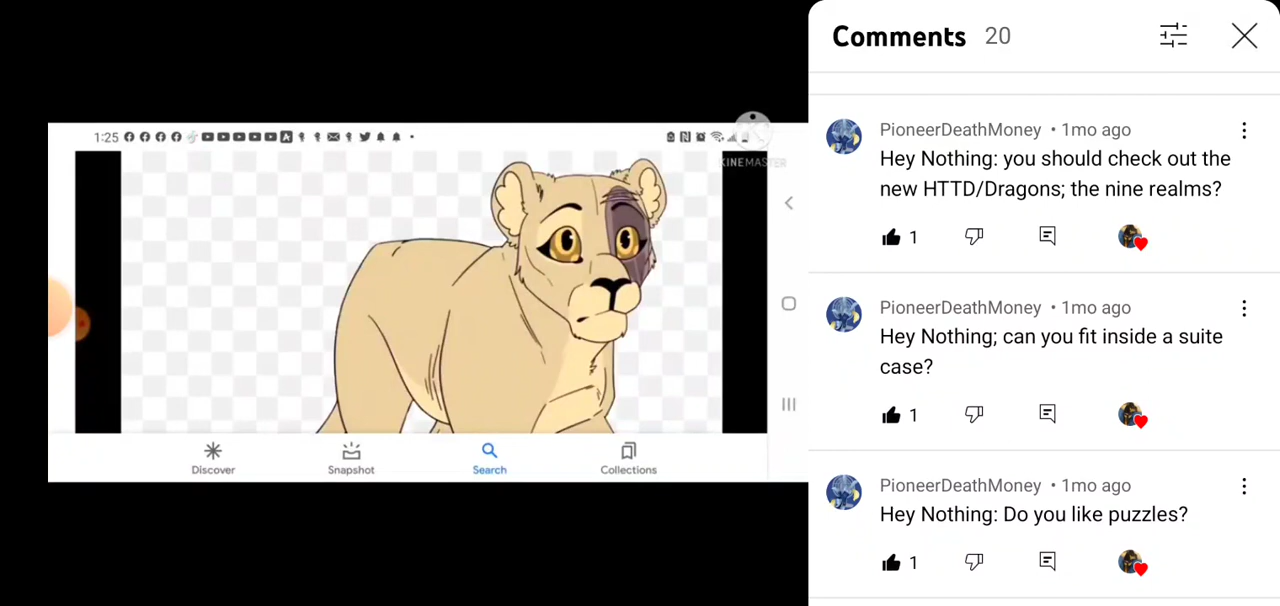 Comments 20
PioneerDeathMoney • 1mo ago
Hey Nothing: you should check out the
new HTTD/Dragons; the nine realms?
1
PioneerDeathMoney • 1mo ago
Hey Nothing; can you fit inside a suite
case?
1
PioneerDeathMoney • 1mo ago
Hey Nothing: Do you like puzzles?
1
1:25
KINEMASTER
Discover Snapshot Search Collections